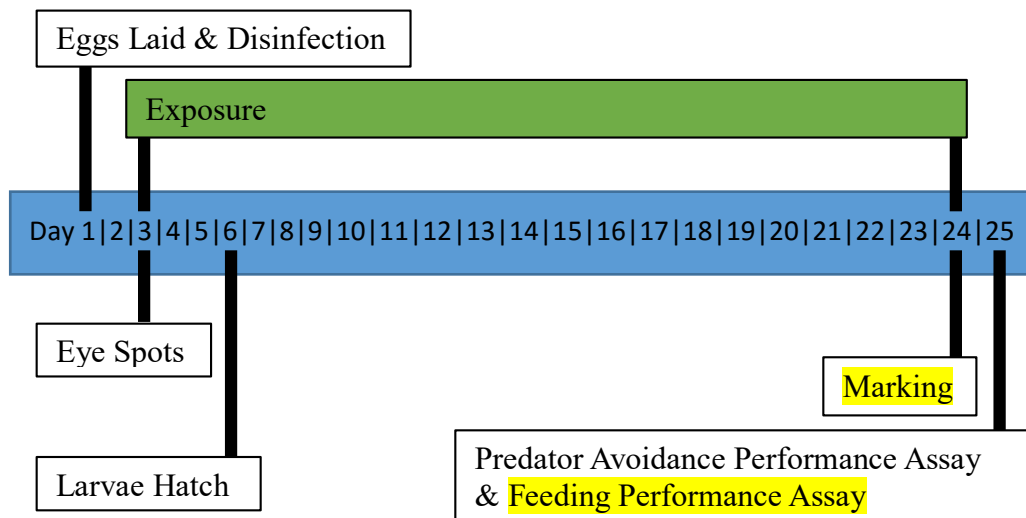 Eggs Laid & Disinfection
Exposure
Day 1|2|3|4|5|6|7|8|9|10|11|12|13|14|15|16|17|18|19|20|21|22|23|24|25
Eye Spots
Marking
Larvae Hatch
Predator Avoidance Performance Assay
& Feeding Performance Assay